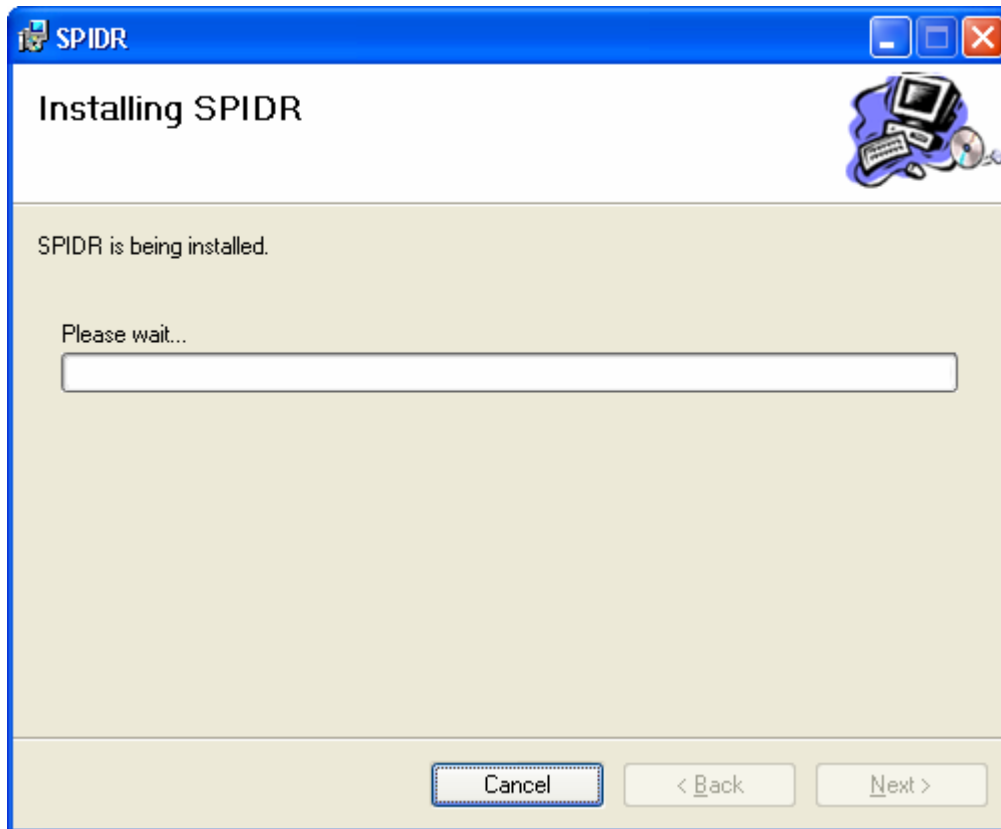 SPIDR
Installing SPIDR
SPIDR is being installed.
Please wait...
Cancel
< Back
Next >